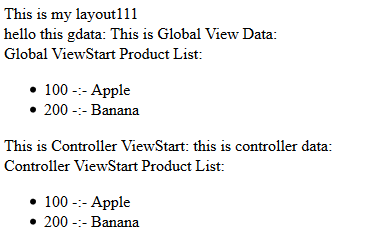 This is my layout111
hello this gdata: This is Global View Data:
Global ViewStart Product List:
• 100 -:- Apple
• 200 -:- Banana
This is Controller ViewStart: this is controller data:
Controller ViewStart Product List:
• 100 -:- Apple
• 200 -:- Banana